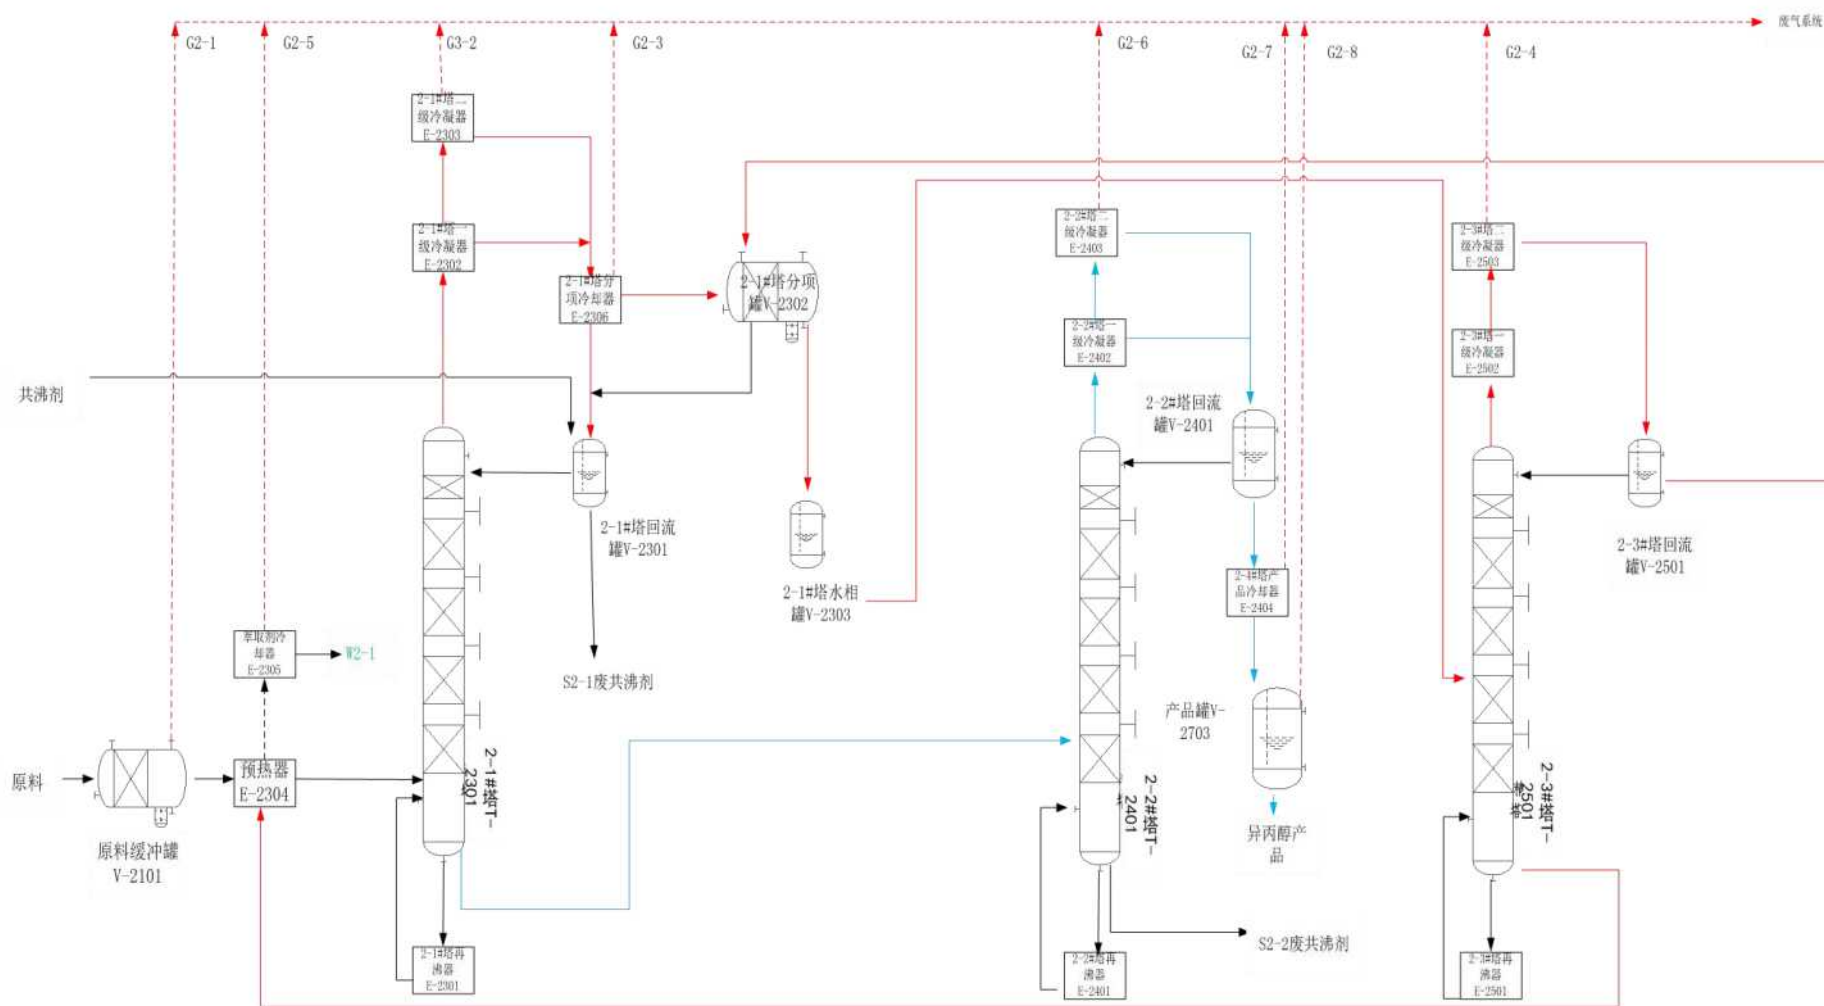 废气系统
G2-1
G2-5
G3-2
G2-3
G2-6
G2-7
G2-8
G2-4
2-1#塔二
级冷凝器
E-2303
2-1#塔一
级冷凝器
E-2302
2-1#塔分
项冷却器
E-2306
2-1#塔分项
罐V-2302
2-2#塔二
级冷凝器
E-2403
2-2#塔一
级冷凝器
E-2402
2-3#塔二
级冷凝器
E-2503
2-3#塔一
级冷凝器
E-2502
共沸剂
2-2#塔回流
罐V-2401
2-1#塔回流
罐V-2301
2-3#塔回流
罐V-2501
2-1#塔水相
罐V-2303
2-4#塔产
品冷却器
E-2404
萃取剂冷
却器
E-2305
W2-1
S2-1废共沸剂
产品罐V-
2703
原料
预热器
E-2304
原料缓冲罐
V-2101
2-1#塔T-
2301
2-2#塔T-
2401
2-3#塔T-
2501
异丙醇产
品
S2-2废共沸剂
2-1#塔再
沸器
E-2301
2-2#塔再
沸器
E-2401
2-3#塔再
沸器
E-2501